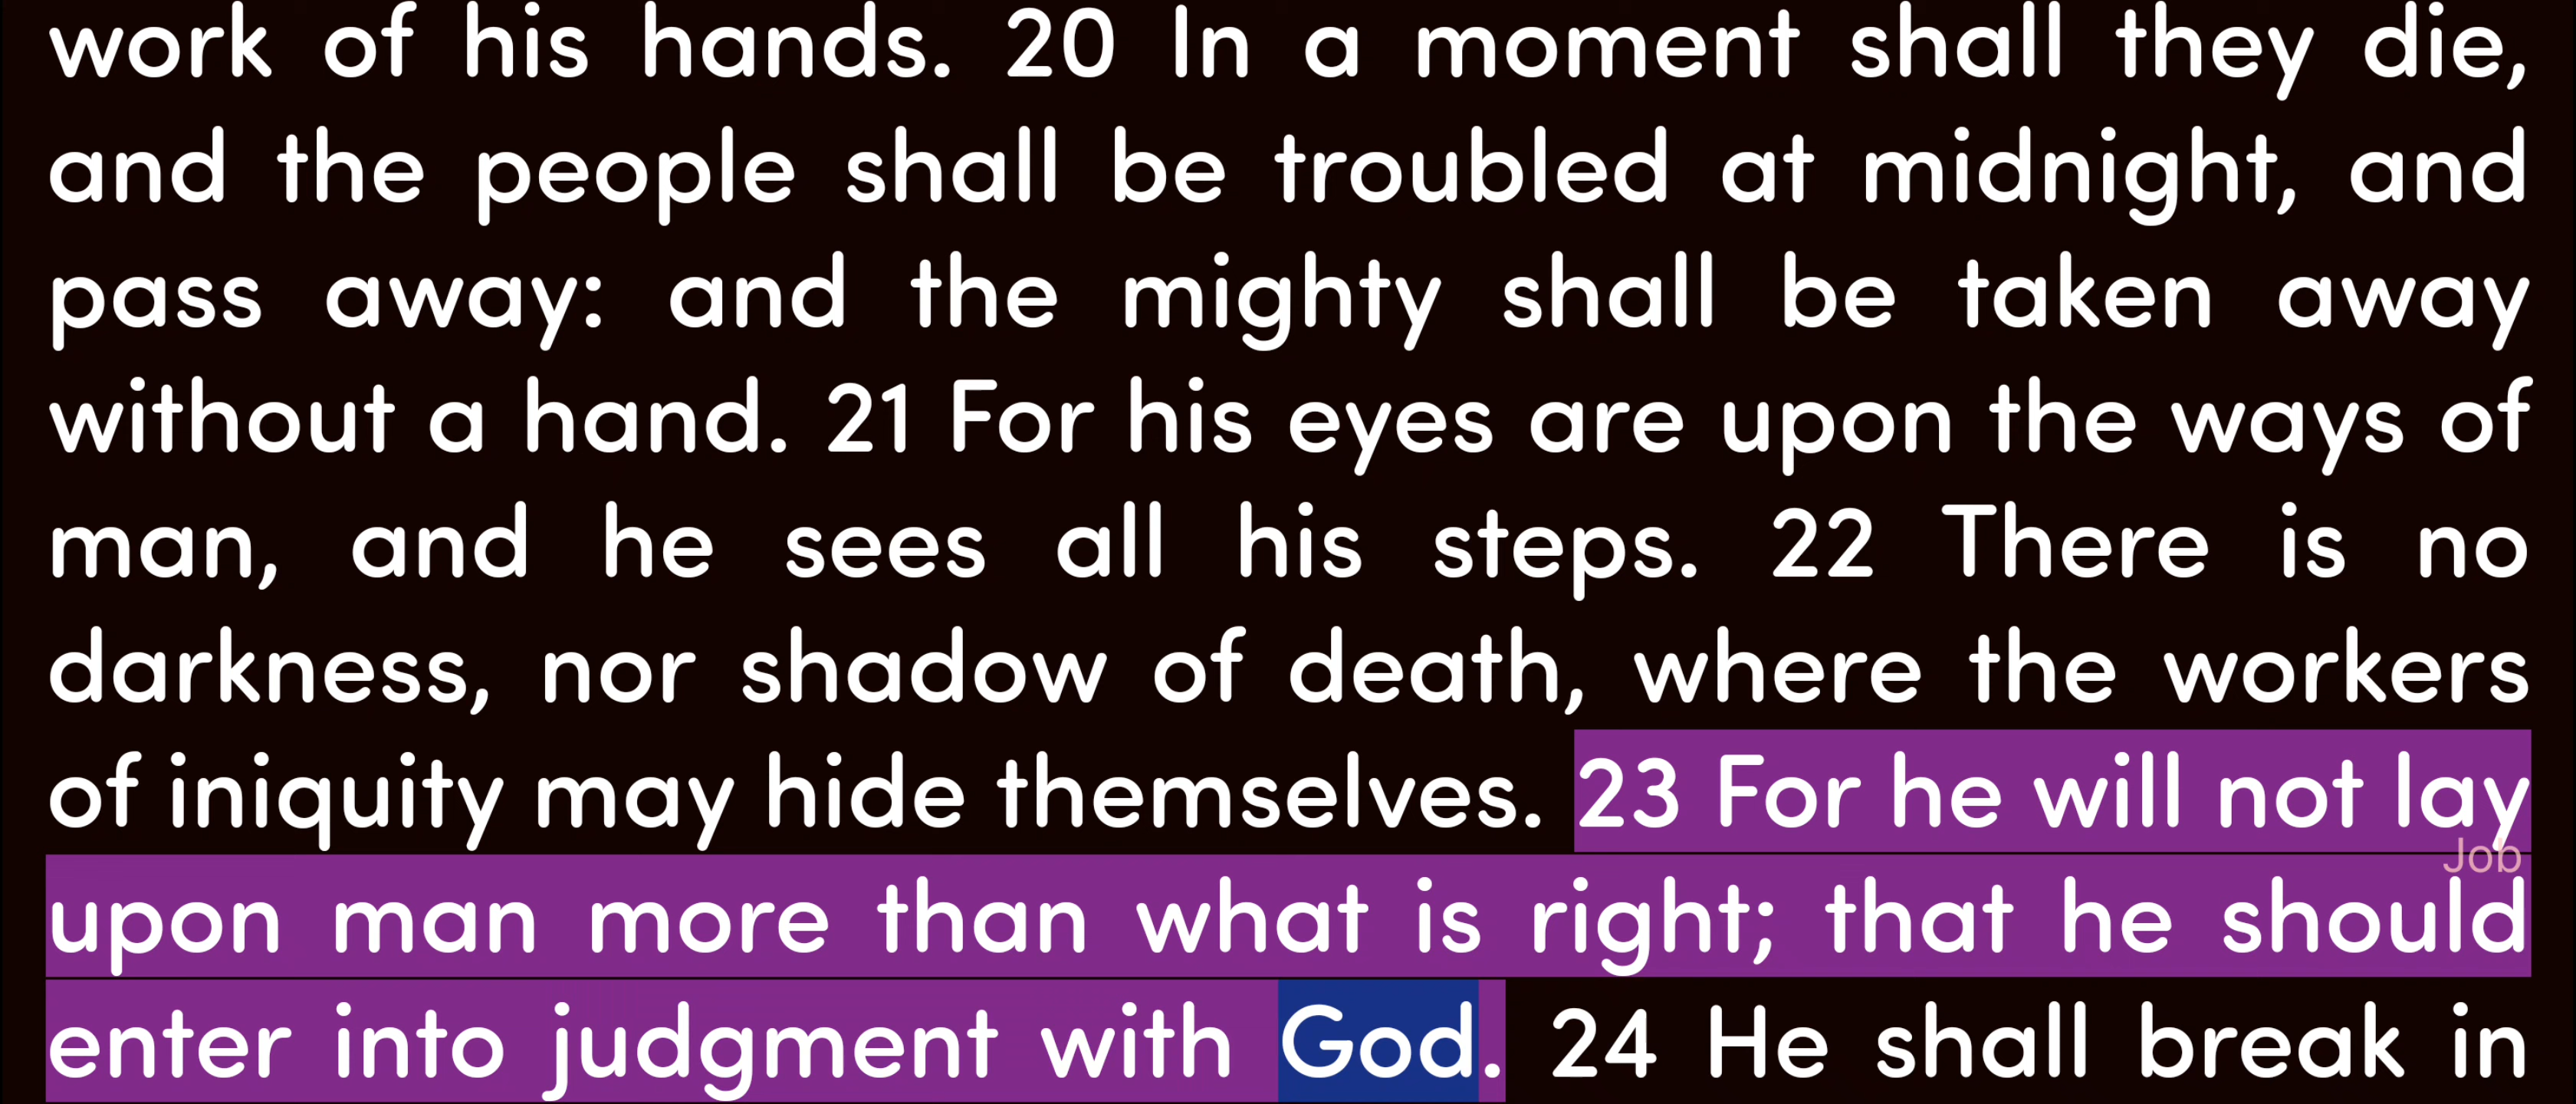 work of his hands. 20 In a moment shall they die,
and the people shall be troubled at midnight, and
pass away: and the mighty shall be taken away
without a hand. 21 For his eyes are upon the ways of
man, and he sees all his steps. 22 There is no
darkness, nor shadow of death, where the workers
of iniquity may hide themselves. 23 For he will not lay
Job
upon man more than what is right; that he should
enter into judgment with God. 24 He shall break in